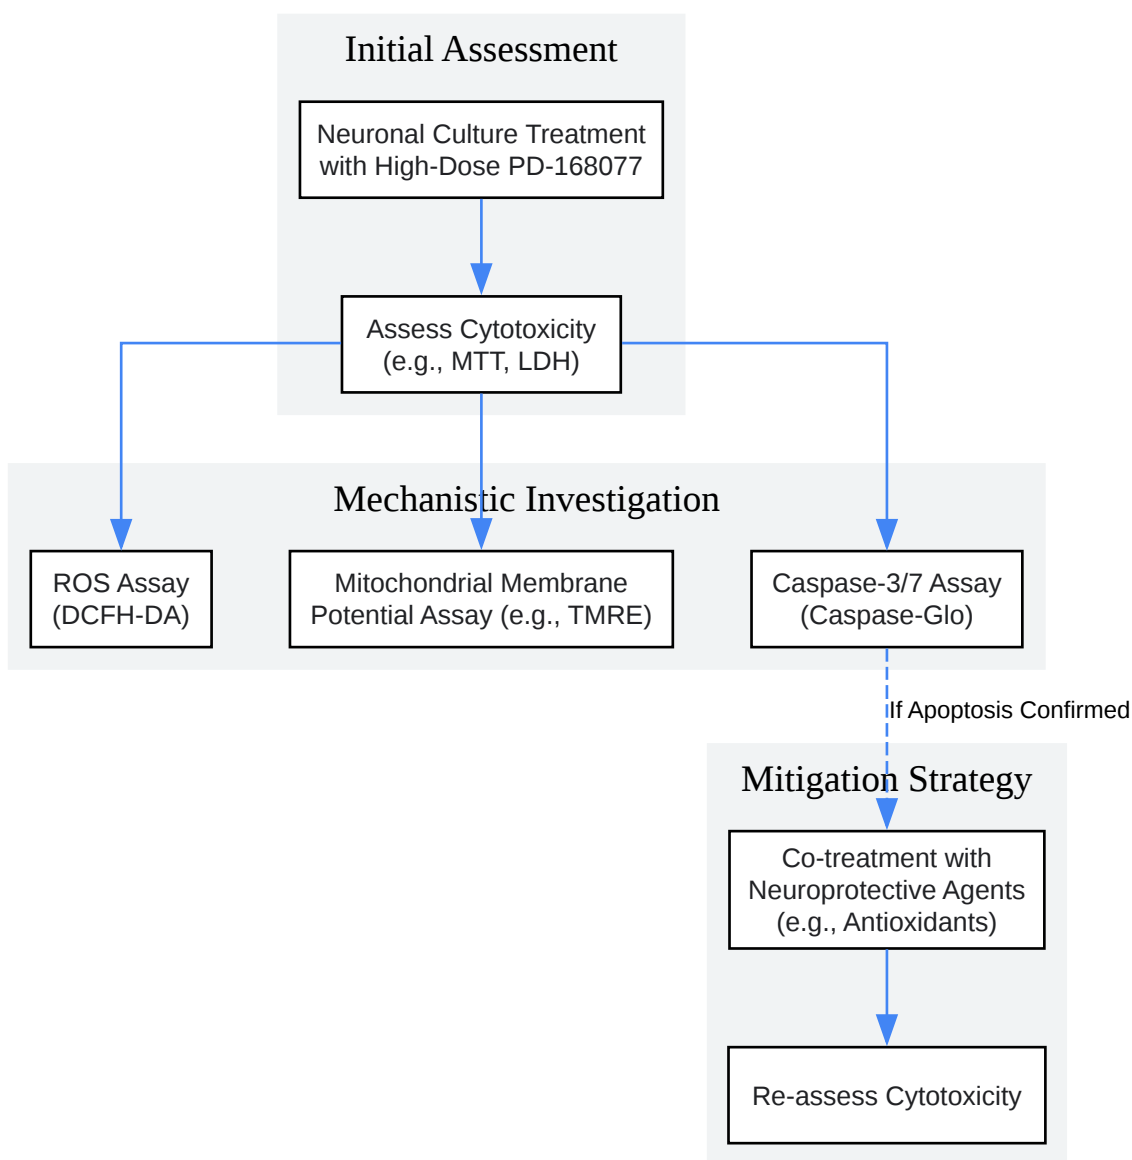 Initial Assessment
Neuronal Culture Treatment
with High-Dose PD-168077
Assess Cytotoxicity
(e.g., MTT, LDH)
Mechanistic Investigation
ROS Assay
(DCFH-DA)
Mitochondrial Membrane
Potential Assay (e.g., TMRE)
Caspase-3/7 Assay
(Caspase-Glo)
If Apoptosis Confirmed
Mitigation Strategy
Co-treatment with
Neuroprotective Agents
(e.g., Antioxidants)
Re-assess Cytotoxicity